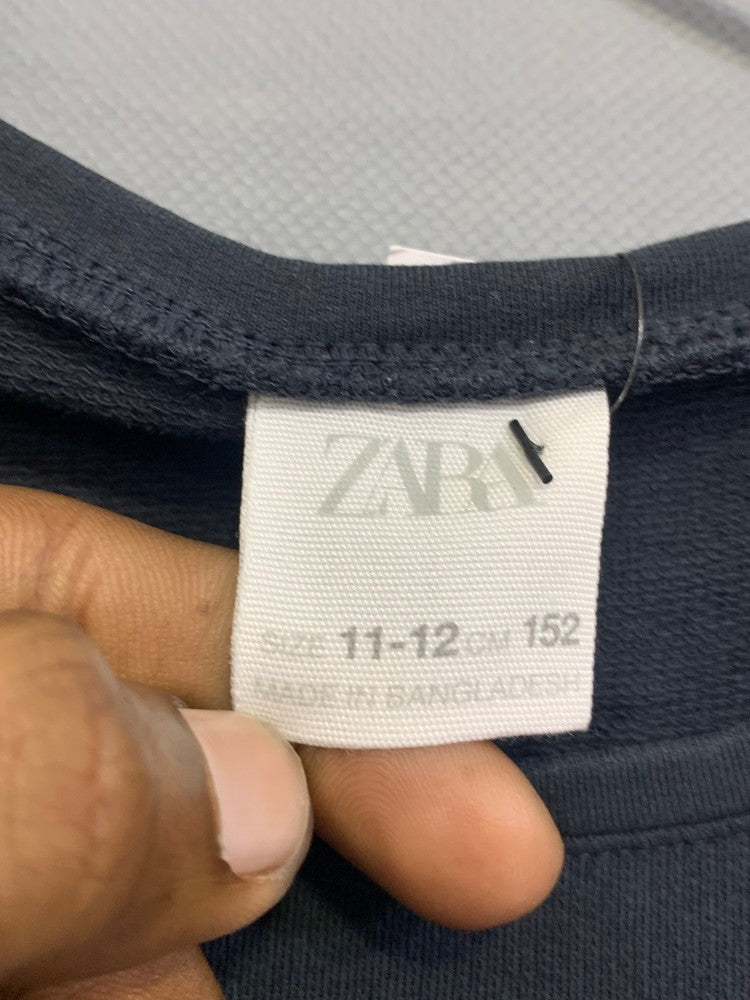 ZARA
SIZE 11-12 CM 152
MADE IN BANGLADESH